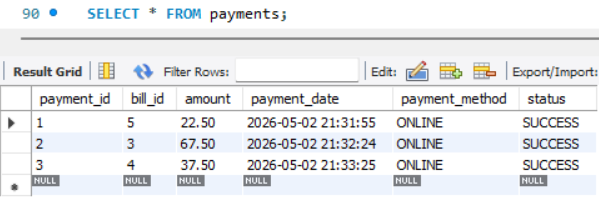 90 SELECT * FROM payments;
Result Grid Filter Rows: Edit: Export/Import:
payment_id bill_id amount payment_date payment_method status
1 5 22.50 2026-05-02 21:31:55 ONLINE SUCCESS
2 3 67.50 2026-05-02 21:32:24 ONLINE SUCCESS
3 4 37.50 2026-05-02 21:33:25 ONLINE SUCCESS
NULL NULL NULL NULL NULL NULL